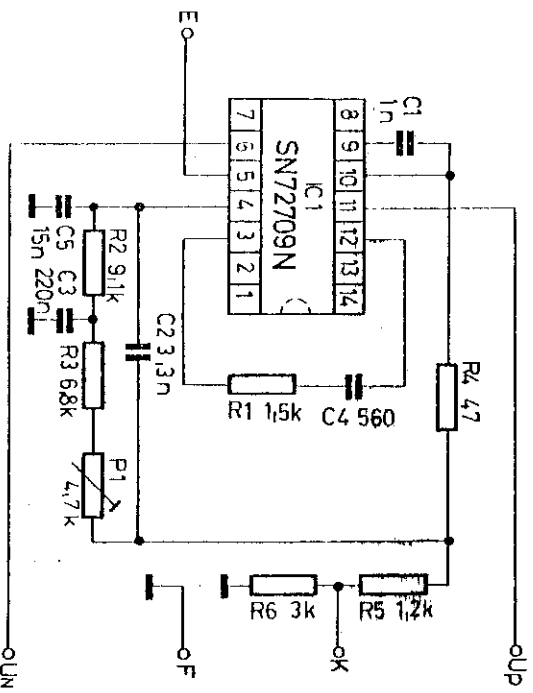 E
C1
1n
8 9 10 11 12 13 14
IC 1
SN72709N
7 6 5 4 3 2 1
R4 47
R1 1,5k
C4 560
C2 3,3n
R2 9,1k
C5
15n
C3
220n
R3 6,8k
P1
4,7k
R6 3k
R5 1,2k
UN
F
K
Up